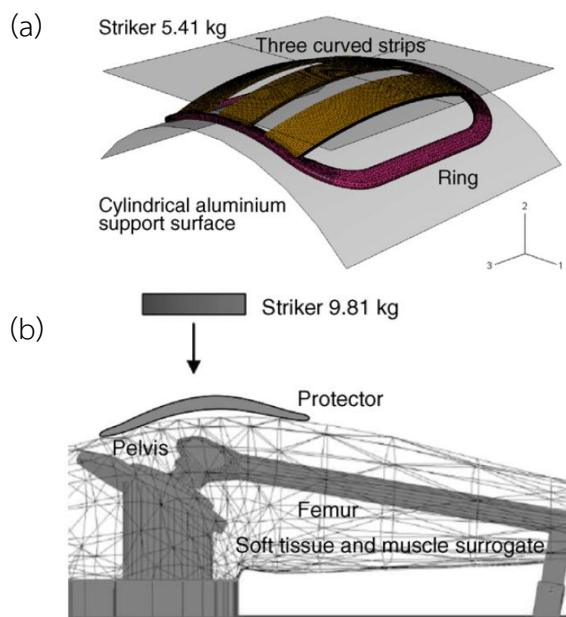 (a)
Striker 5.41 kg
Three curved strips
Ring
Cylindrical aluminium
support surface
2
3
1
(b)
Striker 9.81 kg
Protector
Pelvis
Femur
Soft tissue and muscle surrogate